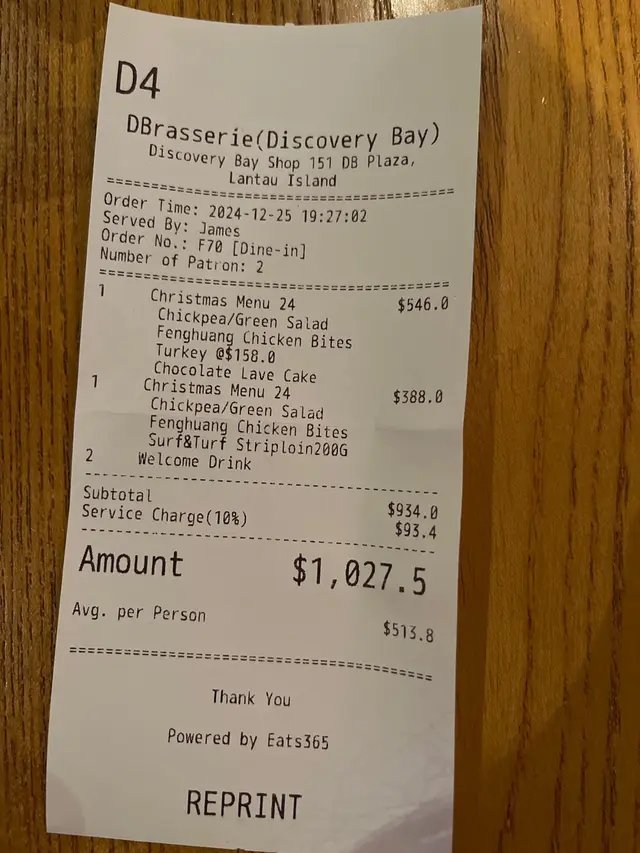 D4
DBrasserie(Discovery Bay)
Discovery Bay Shop 151 DB Plaza,
Lantau Island
================================================
Order Time: 2024-12-25 19:27:02
Served By: James
Order No.: F70 [Dine-in]
Number of Patron: 2
================================================
1 Christmas Menu 24 $546.0
Chickpea/Green Salad
Fenghuang Chicken Bites
Turkey @$158.0
Chocolate Lave Cake
1 Christmas Menu 24 $388.0
Chickpea/Green Salad
Fenghuang Chicken Bites
Surf&Turf Striploin200G
2 Welcome Drink
------------------------------------------------
Subtotal $934.0
Service Charge(10%) $93.4
------------------------------------------------
Amount $1,027.5
Avg. per Person $513.8
================================================
Thank You
Powered by Eats365
REPRINT